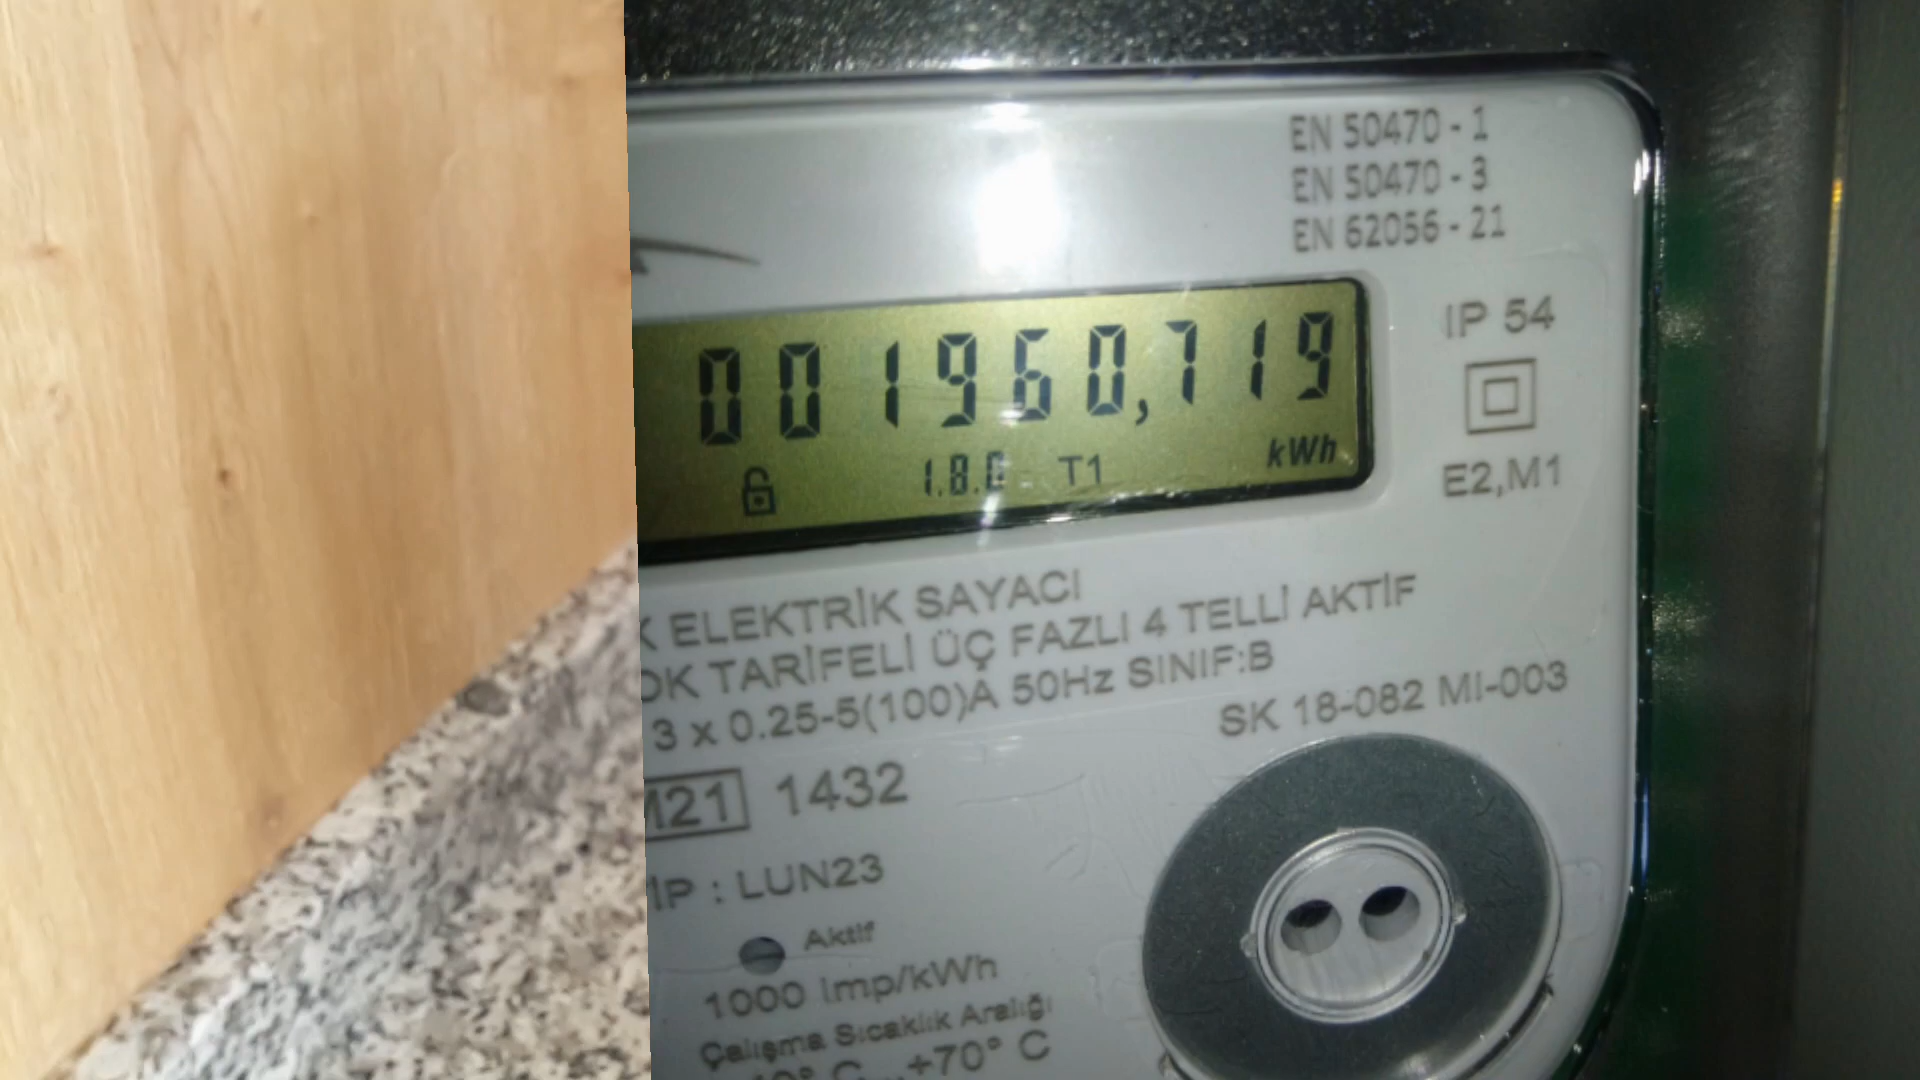 EN 50470 - 1
EN 50470 - 3
EN 62056 - 21
001960,719
1.8.0 T1 kWh
IP 54
E2,M1
K ELEKTRİK SAYACI
OK TARİFELİ ÜÇ FAZLI 4 TELLİ AKTİF
3 x 0.25-5(100)A 50Hz SINIF:B
SK 18-082 MI-003
M21 1432
İP : LUN23
Aktif
1000 Imp/kWh
Çalışma Sıcaklık Aralığı
+70° C